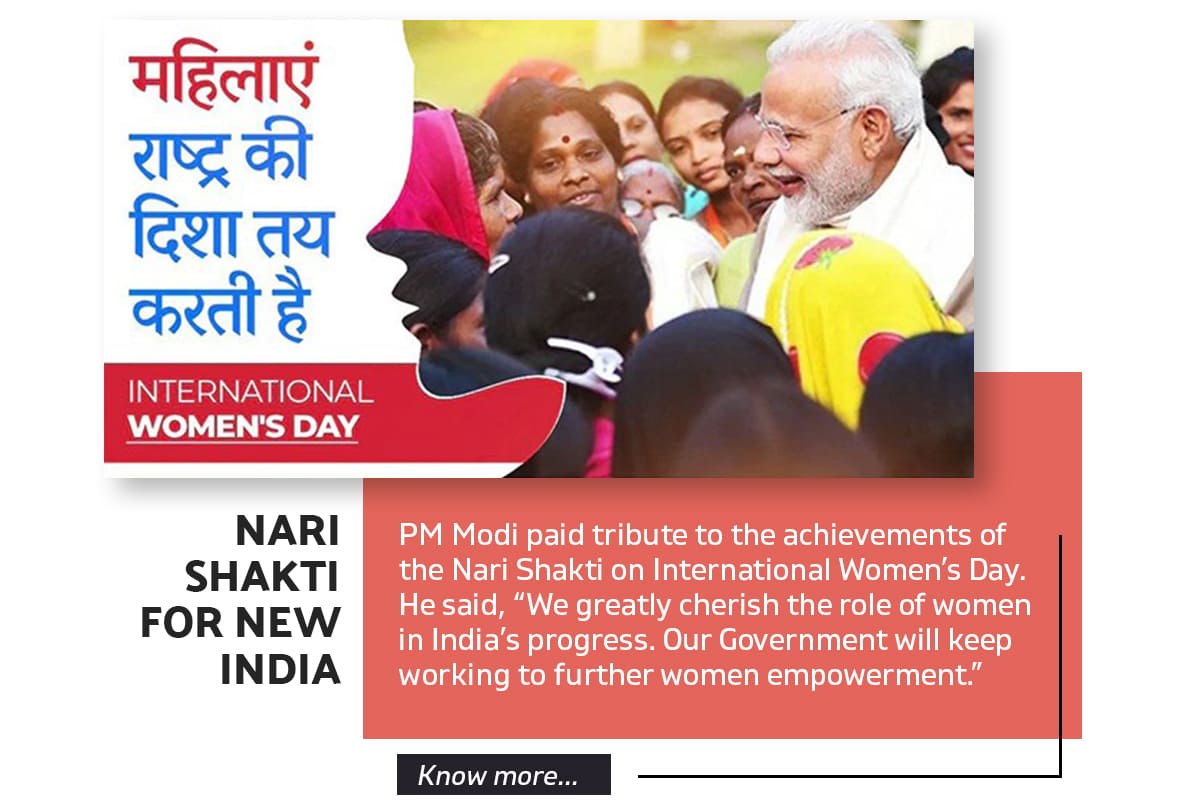 महिलाएं
राष्ट्र की
दिशा तय
करती है
INTERNATIONAL
WOMEN'S DAY
NARI
SHAKTI
FOR NEW
INDIA
PM Modi paid tribute to the achievements of
the Nari Shakti on International Women’s Day.
He said, “We greatly cherish the role of women
in India’s progress. Our Government will keep
working to further women empowerment.”
Know more...